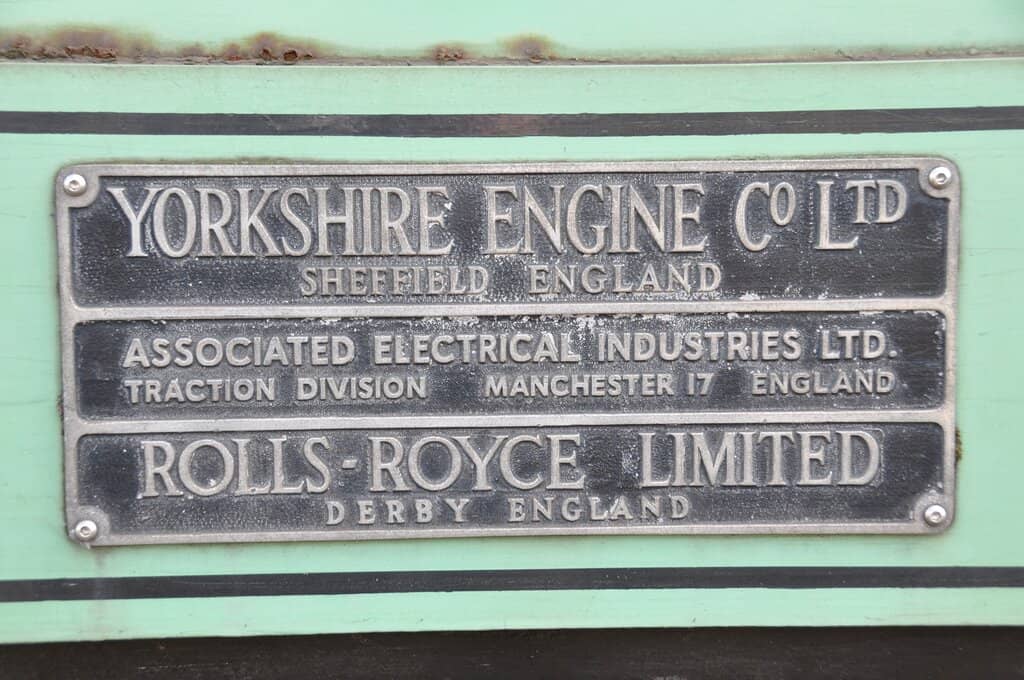 YORKSHIRE ENGINE CO LTD
SHEFFIELD ENGLAND
ASSOCIATED ELECTRICAL INDUSTRIES LTD.
TRACTION DIVISION MANCHESTER 17 ENGLAND
ROLLS-ROYCE LIMITED
DERBY ENGLAND